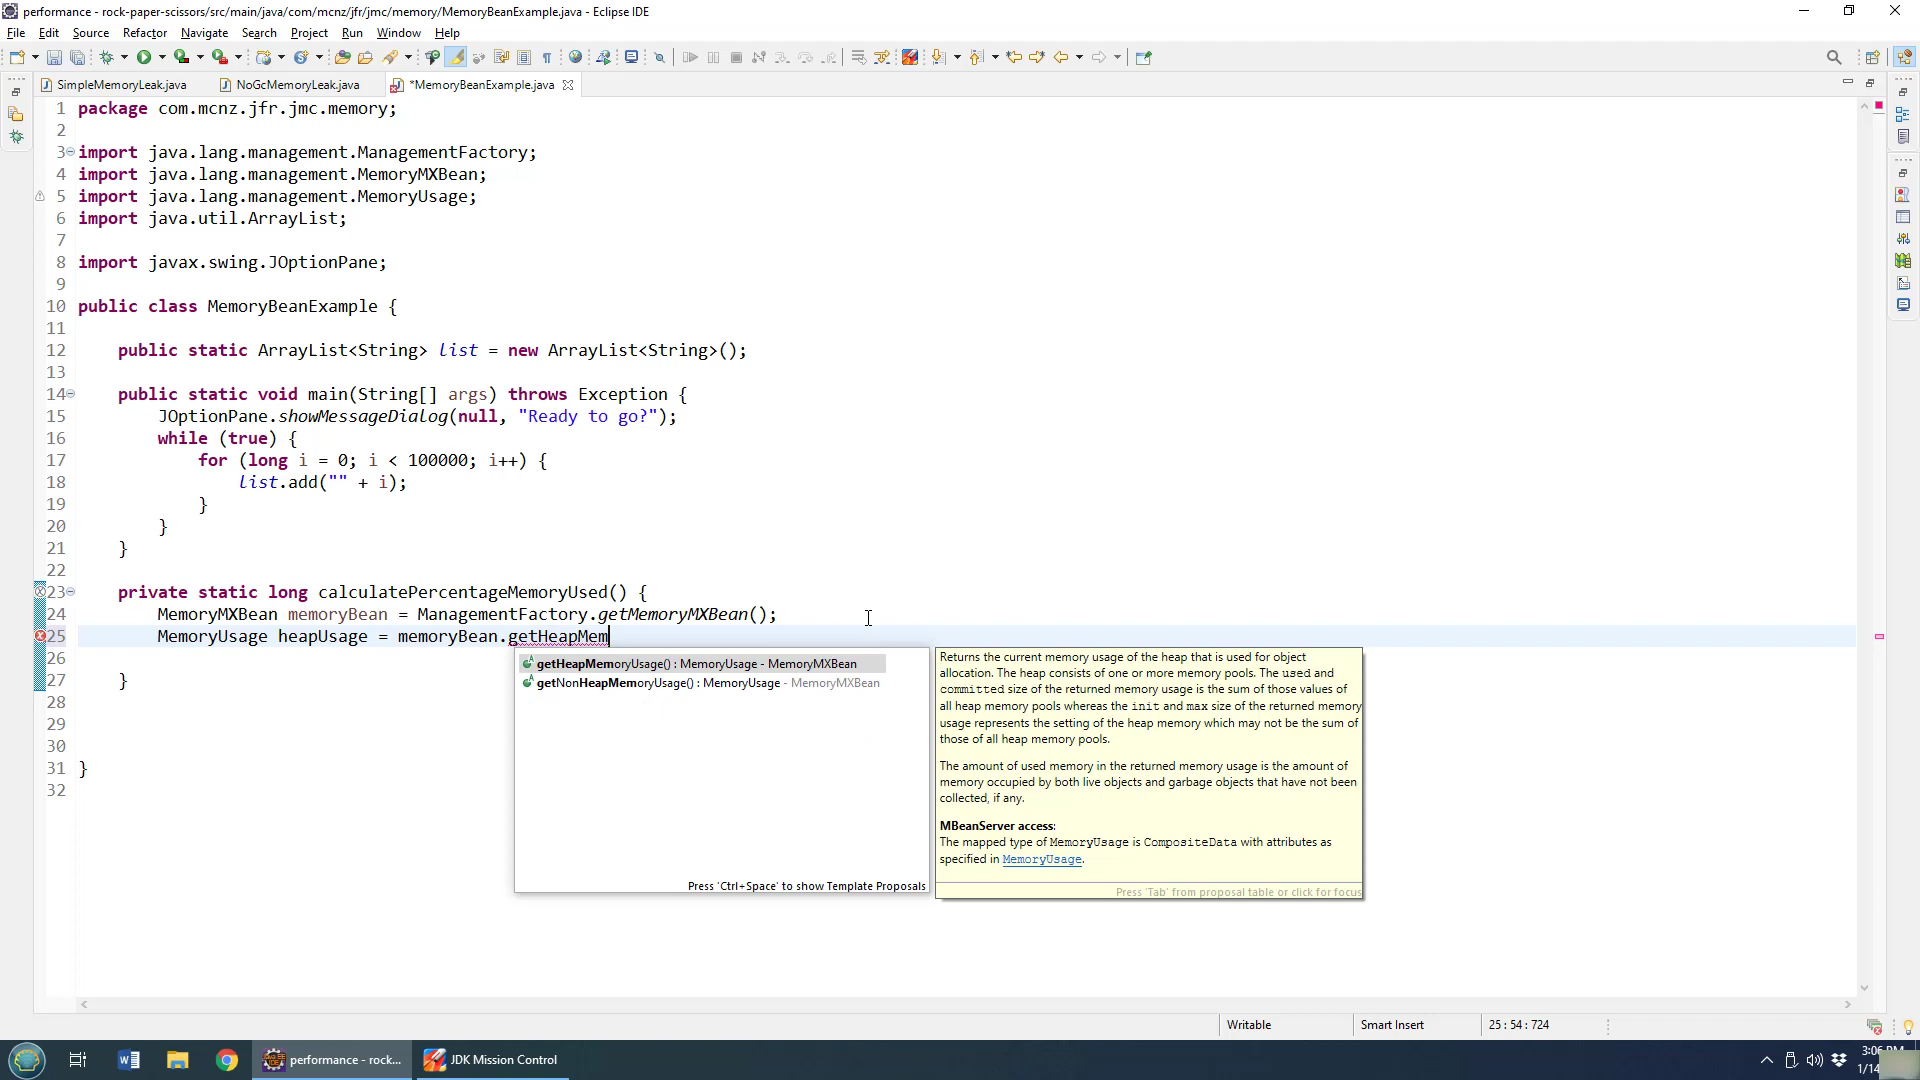 performance - rock-paper-scissors/src/main/java/com/mcnz/jfr/jmc/memory/MemoryBeanExample.java - Eclipse IDE
File Edit Source Refactor Navigate Search Project Run Window Help
SimpleMemoryLeak.java NoGcMemoryLeak.java *MemoryBeanExample.java
1 package com.mcnz.jfr.jmc.memory;
2
3 import java.lang.management.ManagementFactory;
4 import java.lang.management.MemoryMXBean;
5 import java.lang.management.MemoryUsage;
6 import java.util.ArrayList;
7
8 import javax.swing.JOptionPane;
9
10 public class MemoryBeanExample {
11
12 public static ArrayList<String> list = new ArrayList<String>();
13
14 public static void main(String[] args) throws Exception {
15 JOptionPane.showMessageDialog(null, "Ready to go?");
16 while (true) {
17 for (long i = 0; i < 100000; i++) {
18 list.add("" + i);
19 }
20 }
21 }
22
23 private static long calculatePercentageMemoryUsed() {
24 MemoryMXBean memoryBean = ManagementFactory.getMemoryMXBean();
25 MemoryUsage heapUsage = memoryBean.getHeapMem
26
27 }
28
29
30
31 }
32
getHeapMemoryUsage() : MemoryUsage - MemoryMXBean
getNonHeapMemoryUsage() : MemoryUsage - MemoryMXBean
Press 'Ctrl+Space' to show Template Proposals
Returns the current memory usage of the heap that is used for object
allocation. The heap consists of one or more memory pools. The used and
committed size of the returned memory usage is the sum of those values of
all heap memory pools whereas the init and max size of the returned memory
usage represents the setting of the heap memory which may not be the sum of
those of all heap memory pools.
The amount of used memory in the returned memory usage is the amount of
memory occupied by both live objects and garbage objects that have not been
collected, if any.
MBeanServer access:
The mapped type of MemoryUsage is CompositeData with attributes as
specified in MemoryUsage.
Press 'Tab' from proposal table or click for focus
Writable Smart Insert 25 : 54 : 724
performance - rock... JDK Mission Control
3:06 PM
1/14